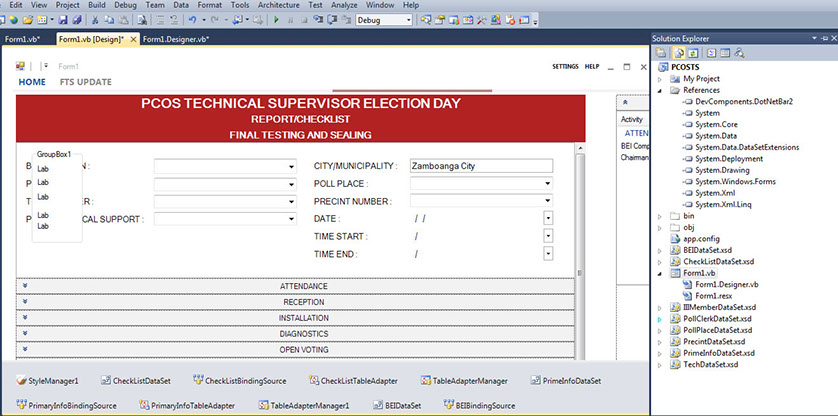 File Edit View Project Build Debug Team Data Format Tools Architecture Test Analyze Window Help
Debug
Form1.vb* Form1.vb [Design]* Form1.Designer.vb*
Form1 SETTINGS HELP
HOME FTS UPDATE
PCOS TECHNICAL SUPERVISOR ELECTION DAY
REPORT/CHECKLIST
FINAL TESTING AND SEALING
GroupBox1
Lab
Lab
Lab
Lab
Lab
CITY/MUNICIPALITY : Zamboanga City
POLL PLACE :
PRECINT NUMBER :
DATE : / /
TIME START : /
TIME END : /
ATTENDANCE
RECEPTION
INSTALLATION
DIAGNOSTICS
OPEN VOTING
Activity
ATTEN
BEI Comp
Chairman
StyleManager1 CheckListDataSet CheckListBindingSource CheckListTableAdapter TableAdapterManager PrimeInfoDataSet
PrimaryInfoBindingSource PrimaryInfoTableAdapter TableAdapterManager1 BEIDataSet BEIBindingSource
Solution Explorer
PCOSTS
My Project
References
DevComponents.DotNetBar2
System
System.Core
System.Data
System.Data.DataSetExtensions
System.Deployment
System.Drawing
System.Windows.Forms
System.Xml
System.Xml.Linq
bin
obj
app.config
BEIDataSet.xsd
CheckListDataSet.xsd
Form1.vb
Form1.Designer.vb
Form1.resx
IIIMemberDataSet.xsd
PollClerkDataSet.xsd
PollPlaceDataSet.xsd
PrecintDataSet.xsd
PrimeInfoDataSet.xsd
TechDataSet.xsd